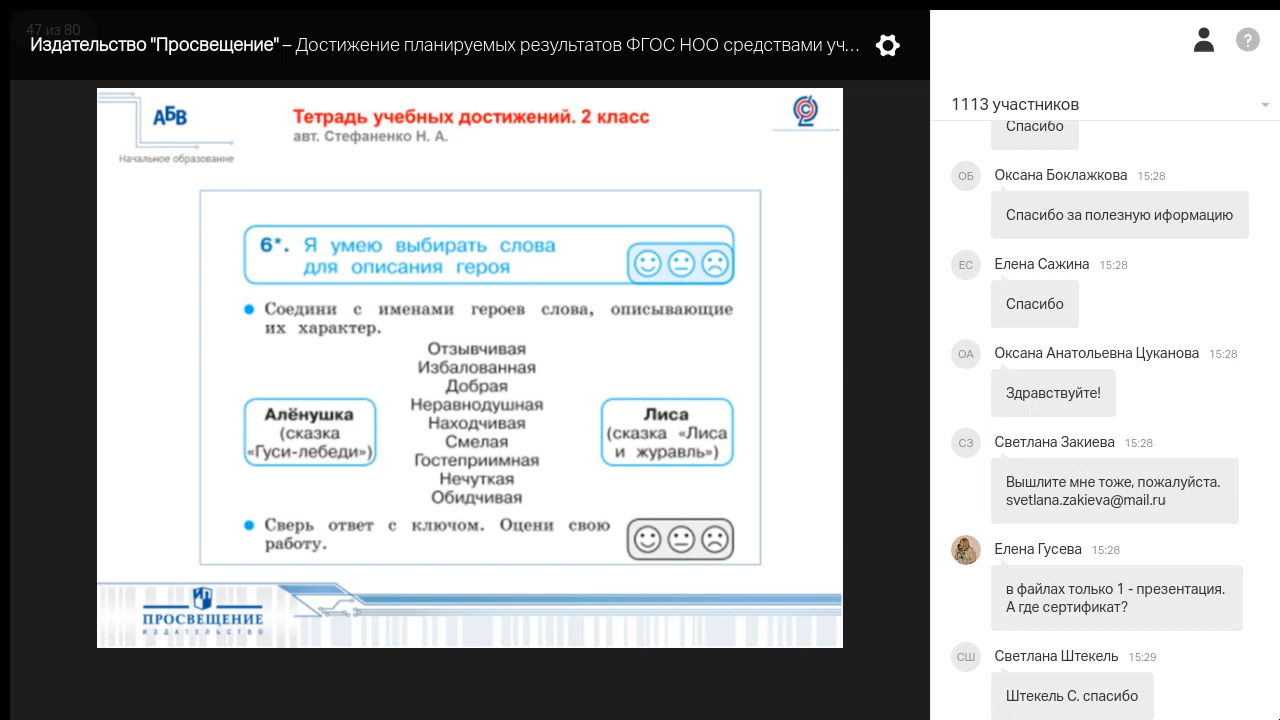 47 из 80
Издательство "Просвещение" – Достижение планируемых результатов ФГОС НОО средствами уч...
АБВ
Начальное образование
Тетрадь учебных достижений. 2 класс
авт. Стефаненко Н. А.
6*. Я умею выбирать слова
для описания героя
Соедини с именами героев слова, описывающие
их характер.
Отзывчивая
Избалованная
Добрая
Неравнодушная
Находчивая
Смелая
Гостеприимная
Нечуткая
Обидчивая
Алёнушка
(сказка
«Гуси-лебеди»)
Лиса
(сказка «Лиса
и журавль»)
Сверь ответ с ключом. Оцени свою
работу.
ПРОСВЕЩЕНИЕ
ИЗДАТЕЛЬСТВО
?
1113 участников
Спасибо
ОБ Оксана Боклажкова 15:28
Спасибо за полезную иформацию
ЕС Елена Сажина 15:28
Спасибо
ОА Оксана Анатольевна Цуканова 15:28
Здравствуйте!
СЗ Светлана Закиева 15:28
Вышлите мне тоже, пожалуйста.
svetlana.zakieva@mail.ru
Елена Гусева 15:28
в файлах только 1 - презентация.
А где сертификат?
СШ Светлана Штекель 15:29
Штекель С. спасибо